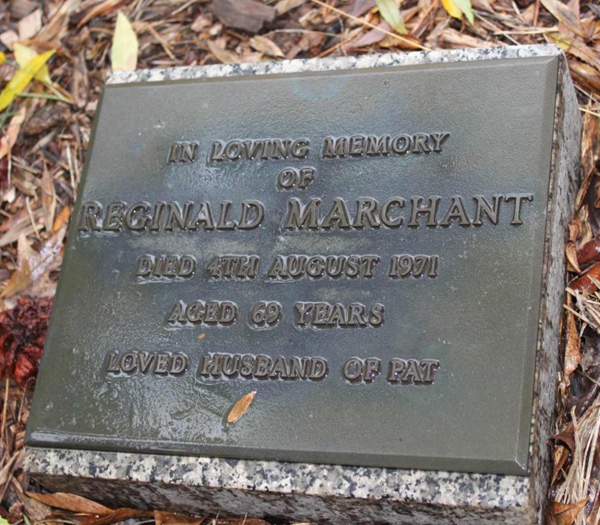 IN LOVING MEMORY
OF
REGINALD MARCHANT
DIED 4TH AUGUST 1971
AGED 69 YEARS
LOVED HUSBAND OF PAT